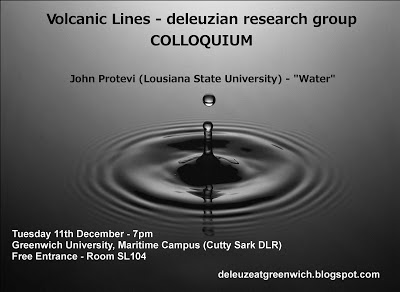 Volcanic Lines - deleuzian research group
COLLOQUIUM
John Protevi (Lousiana State University) - "Water"
Tuesday 11th December - 7pm
Greenwich University, Maritime Campus (Cutty Sark DLR)
Free Entrance - Room SL104
deleuzeatgreenwich.blogspot.com